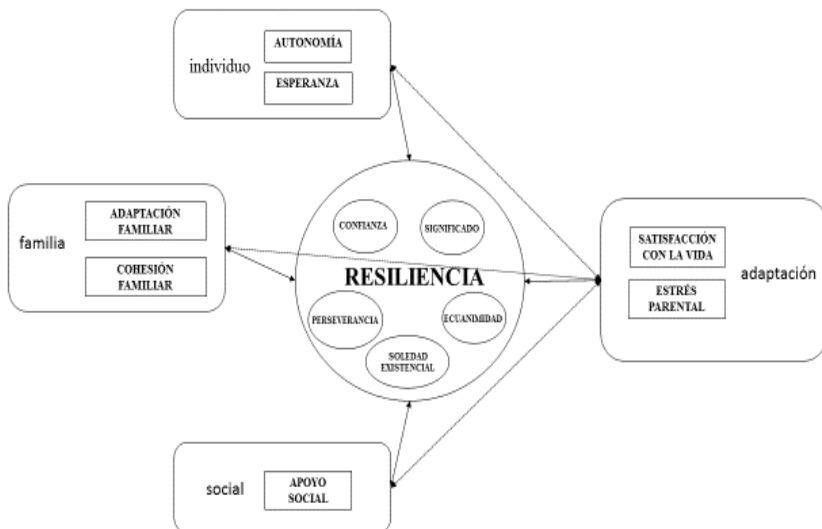 individuo
AUTONOMÍA
ESPERANZA
familia
ADAPTACIÓN
FAMILIAR
COHESIÓN
FAMILIAR
CONFIANZA
SIGNIFICADO
RESILIENCIA
PERSEVERANCIA
ECUANIMIDAD
SOLEDAD
EXISTENCIAL
SATISFACCIÓN
CON LA VIDA
ESTRÉS
PARENTAL
adaptación
social
APOYO
SOCIAL